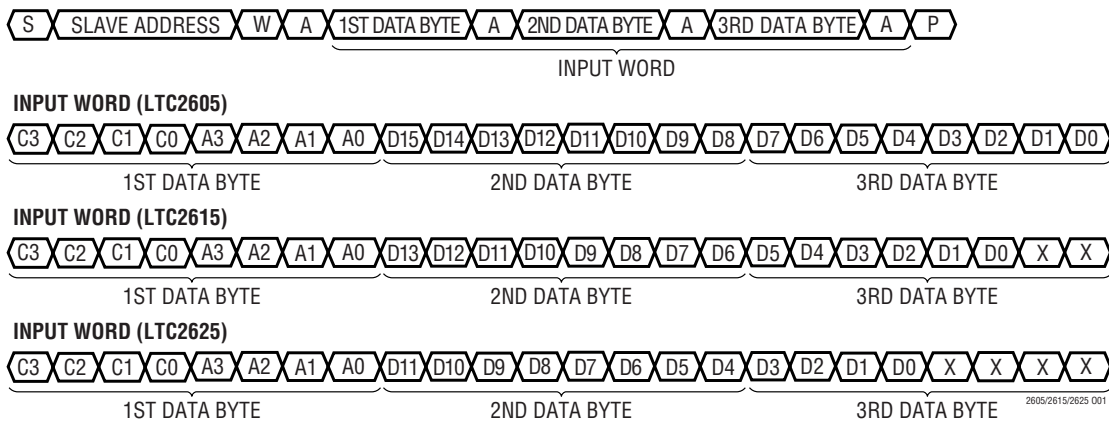 S SLAVE ADDRESS W A 1ST DATA BYTE A 2ND DATA BYTE A 3RD DATA BYTE A P
INPUT WORD
INPUT WORD (LTC2605)
C3 C2 C1 C0 A3 A2 A1 A0 D15 D14 D13 D12 D11 D10 D9 D8 D7 D6 D5 D4 D3 D2 D1 D0
1ST DATA BYTE 2ND DATA BYTE 3RD DATA BYTE
INPUT WORD (LTC2615)
C3 C2 C1 C0 A3 A2 A1 A0 D13 D12 D11 D10 D9 D8 D7 D6 D5 D4 D3 D2 D1 D0 X X
1ST DATA BYTE 2ND DATA BYTE 3RD DATA BYTE
INPUT WORD (LTC2625)
C3 C2 C1 C0 A3 A2 A1 A0 D11 D10 D9 D8 D7 D6 D5 D4 D3 D2 D1 D0 X X X X
1ST DATA BYTE 2ND DATA BYTE 3RD DATA BYTE 2605/2615/2625 O01